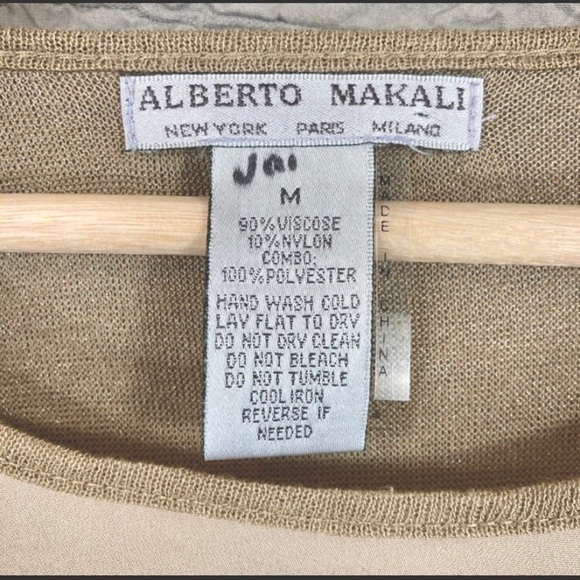 ALBERTO MAKALI
NEW YORK PARIS MILANO
Jai
M
90% VISCOSE
10% NYLON
COMBO:
100% POLYESTER
HAND WASH COLD
LAY FLAT TO DRY
DO NOT DRY CLEAN
DO NOT BLEACH
DO NOT TUMBLE
COOL IRON
REVERSE IF
NEEDED
MADE IN CHINA